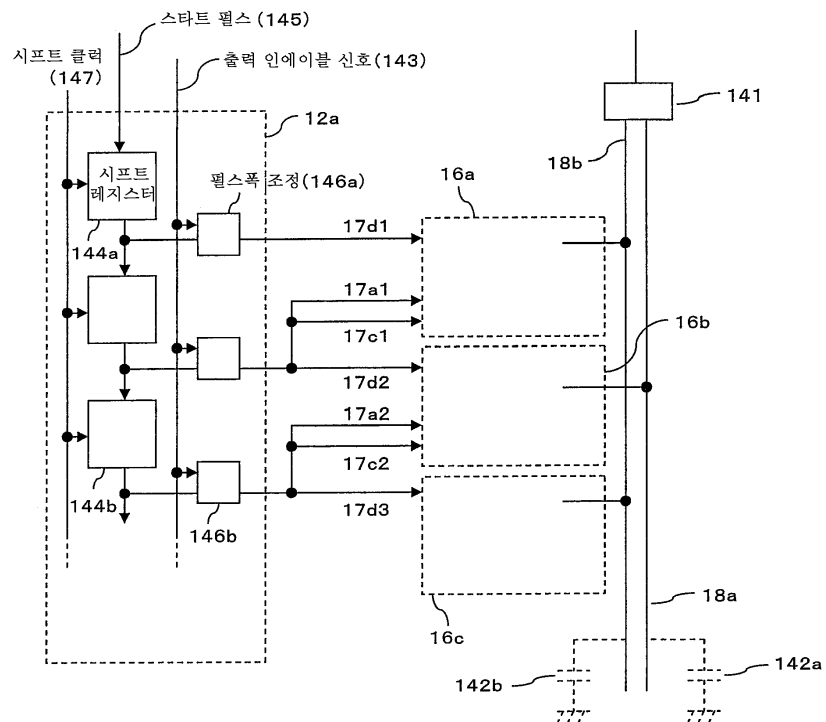 스타트 펄스 (145)
시프트 클럭
(147)
출력 인에이블 신호(143)
12a
141
18b
시프트
레지스터
펄스폭 조정(146a)
16a
144a
17d1
17a1
17c1
16b
17d2
17a2
17c2
144b
146b
17d3
18a
16c
142b
142a